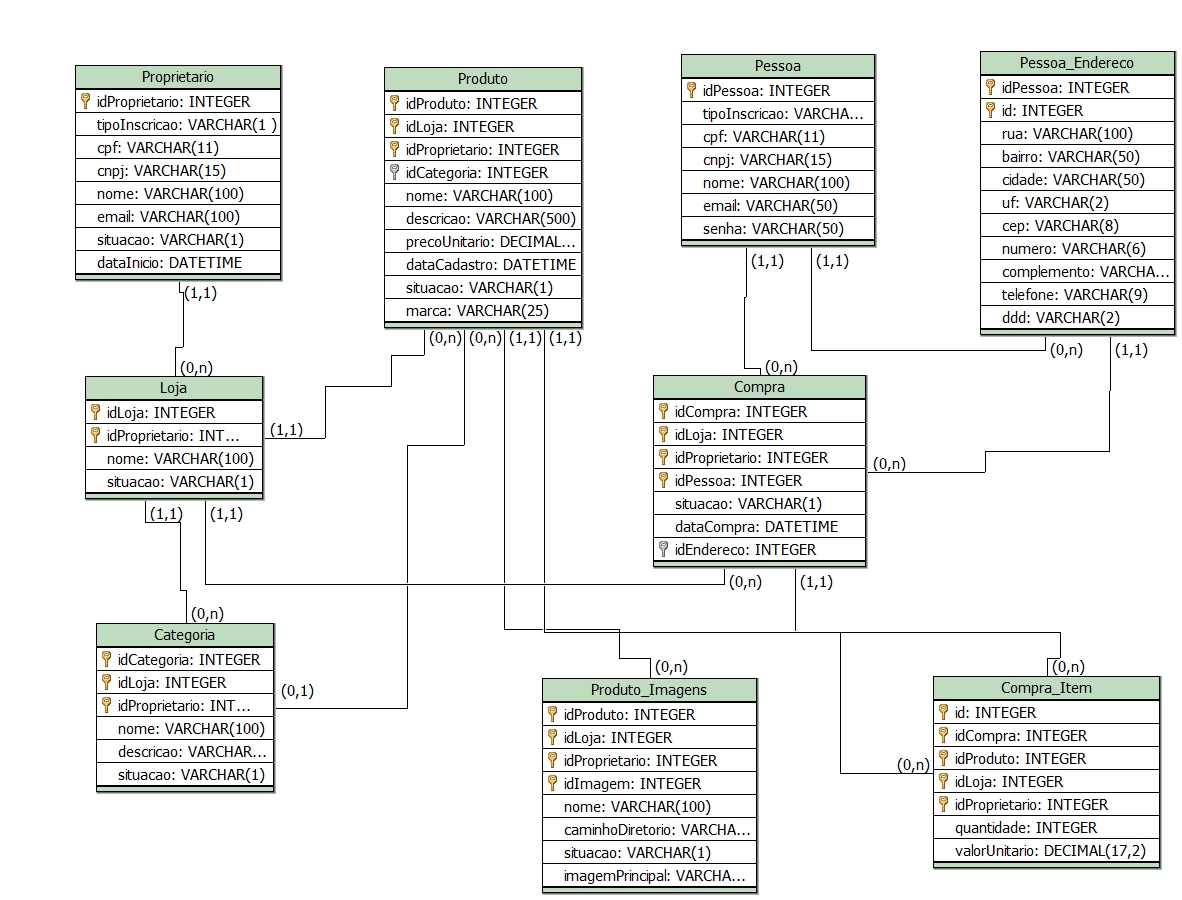 Proprietario
idProprietario: INTEGER
tipoInscricao: VARCHAR(1 )
cpf: VARCHAR(11)
cnpj: VARCHAR(15)
nome: VARCHAR(100)
email: VARCHAR(100)
situacao: VARCHAR(1)
dataInicio: DATETIME
(1,1)
(0,n)
Produto
idProduto: INTEGER
idLoja: INTEGER
idProprietario: INTEGER
idCategoria: INTEGER
nome: VARCHAR(100)
descricao: VARCHAR(500)
precoUnitario: DECIMAL...
dataCadastro: DATETIME
situacao: VARCHAR(1)
marca: VARCHAR(25)
(0,n)
(0,n)
(1,1)
(1,1)
Pessoa
idPessoa: INTEGER
tipoInscricao: VARCHA...
cpf: VARCHAR(11)
cnpj: VARCHAR(15)
nome: VARCHAR(100)
email: VARCHAR(50)
senha: VARCHAR(50)
(1,1)
(1,1)
(0,n)
Pessoa_Endereco
idPessoa: INTEGER
id: INTEGER
rua: VARCHAR(100)
bairro: VARCHAR(50)
cidade: VARCHAR(50)
uf: VARCHAR(2)
cep: VARCHAR(8)
numero: VARCHAR(6)
complemento: VARCHA...
telefone: VARCHAR(9)
ddd: VARCHAR(2)
(0,n)
(1,1)
Loja
idLoja: INTEGER
idProprietario: INT...
nome: VARCHAR(100)
situacao: VARCHAR(1)
(1,1)
(1,1)
(1,1)
Compra
idCompra: INTEGER
idLoja: INTEGER
idProprietario: INTEGER
idPessoa: INTEGER
situacao: VARCHAR(1)
dataCompra: DATETIME
idEndereco: INTEGER
(0,n)
(0,n)
(1,1)
(0,n)
Categoria
idCategoria: INTEGER
idLoja: INTEGER
idProprietario: INT...
nome: VARCHAR(100)
descricao: VARCHAR...
situacao: VARCHAR(1)
(0,1)
(0,n)
Produto_Imagens
idProduto: INTEGER
idLoja: INTEGER
idProprietario: INTEGER
idImagem: INTEGER
nome: VARCHAR(100)
caminhoDiretorio: VARCHA...
situacao: VARCHAR(1)
imagemPrincipal: VARCHA...
(0,n)
(0,n)
Compra_Item
id: INTEGER
idCompra: INTEGER
idProduto: INTEGER
idLoja: INTEGER
idProprietario: INTEGER
quantidade: INTEGER
valorUnitario: DECIMAL(17,2)